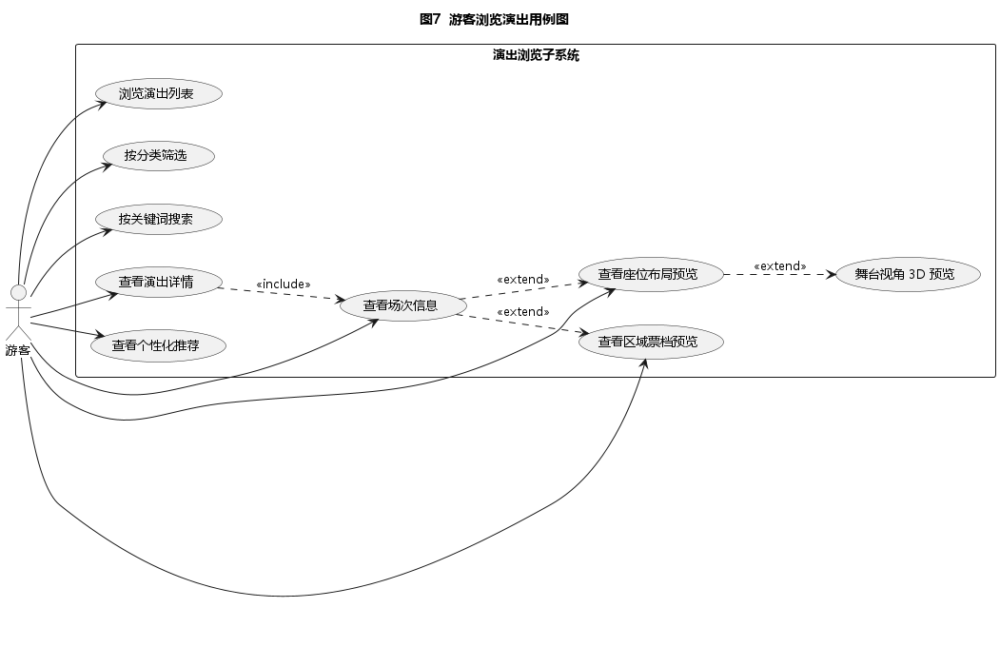 图7 游客浏览演出用例图
演出浏览子系统
浏览演出列表
按分类筛选
按关键词搜索
查看演出详情
«include»
查看场次信息
«extend»
查看座位布局预览
«extend»
舞台视角 3D 预览
«extend»
查看区域票档预览
查看个性化推荐
游客